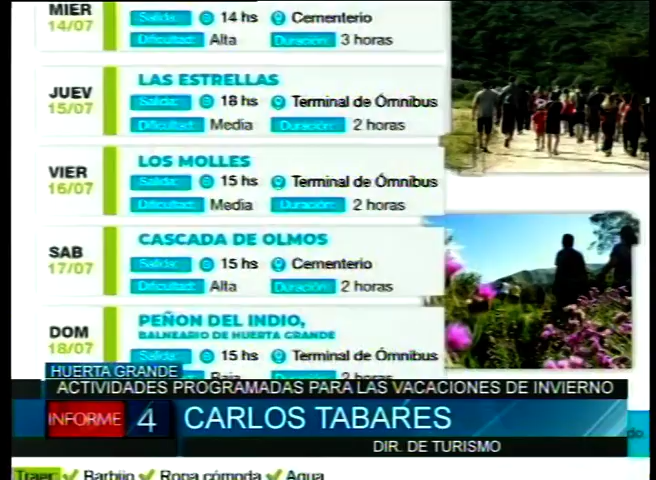 MIER
14/07
Salida: 14 hs Cementerio
Dificultad: Alta Duración: 3 horas
JUEV
15/07
LAS ESTRELLAS
Salida: 18 hs Terminal de Ómnibus
Dificultad: Media Duración: 2 horas
VIER
16/07
LOS MOLLES
Salida: 15 hs Terminal de Ómnibus
Dificultad: Media Duración: 2 horas
SAB
17/07
CASCADA DE OLMOS
Salida: 15 hs Cementerio
Dificultad: Alta Duración: 2 horas
DOM
18/07
PEÑON DEL INDIO,
BALNEARIO DE HUERTA GRANDE
Salida: 15 hs Terminal de Ómnibus
Baja 2 horas
HUERTA GRANDE
ACTIVIDADES PROGRAMADAS PARA LAS VACACIONES DE INVIERNO
INFORME 4 CARLOS TABARES
DIR. DE TURISMO
Traer: Barbijo Ropa cómoda Agua